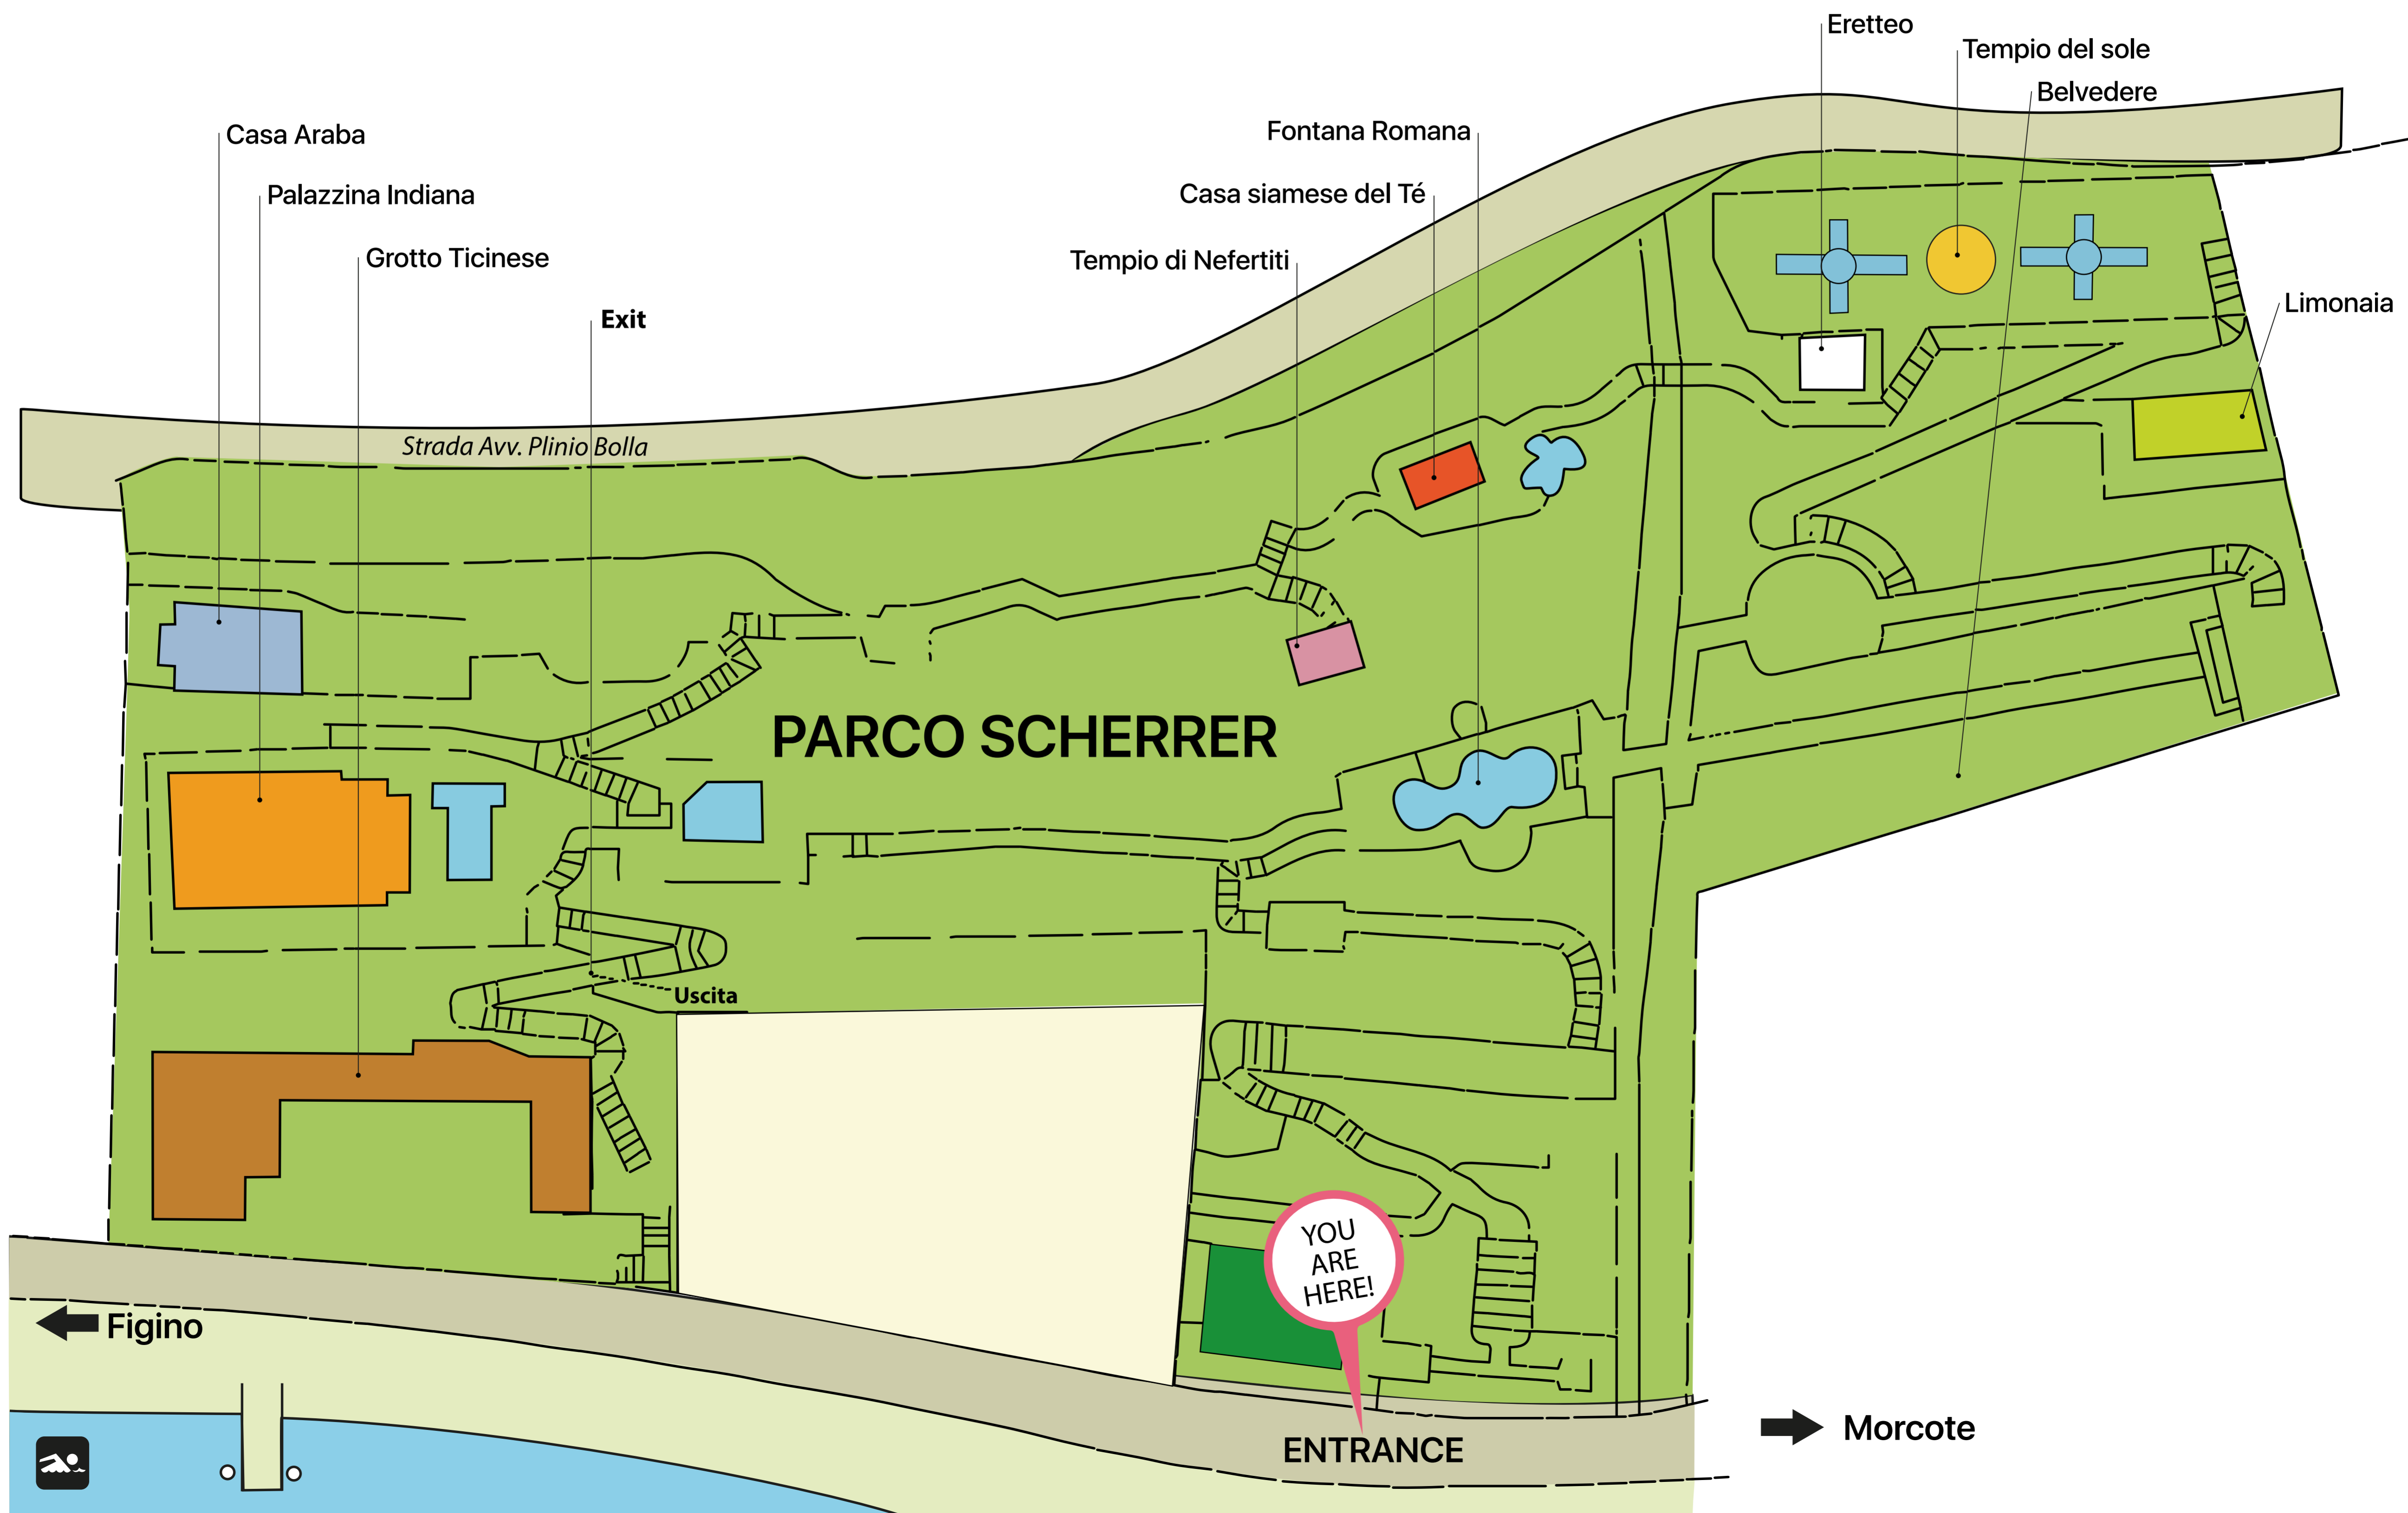 Eretteo
Tempio del sole
Belvedere
Fontana Romana
Casa Araba
Casa siamese del Té
Palazzina Indiana
Grotto Ticinese
Tempio di Nefertiti
Limonaia
Exit
Strada Avv. Plinio Bolla
PARCO SCHERRER
Uscita
YOU
ARE
HERE!
Figino
Morcote
ENTRANCE